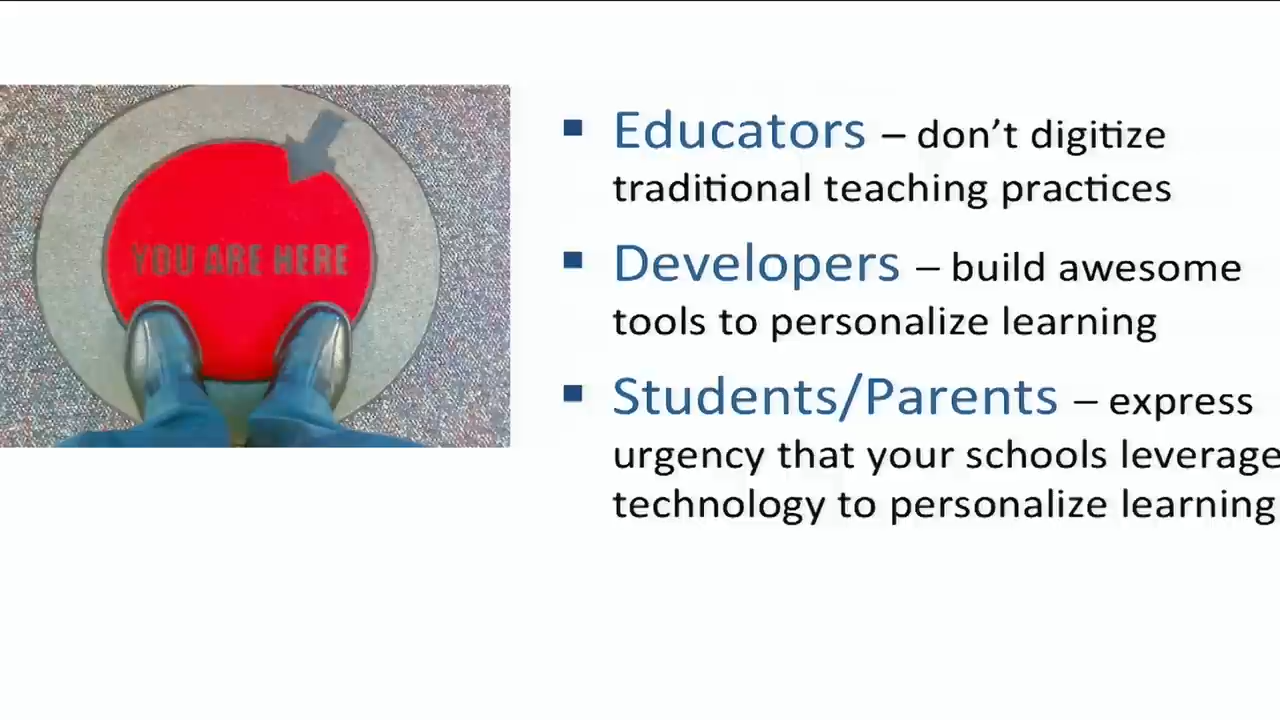 YOU ARE HERE
▪ Educators – don’t digitize
traditional teaching practices
▪ Developers – build awesome
tools to personalize learning
▪ Students/Parents – express
urgency that your schools leverage
technology to personalize learning